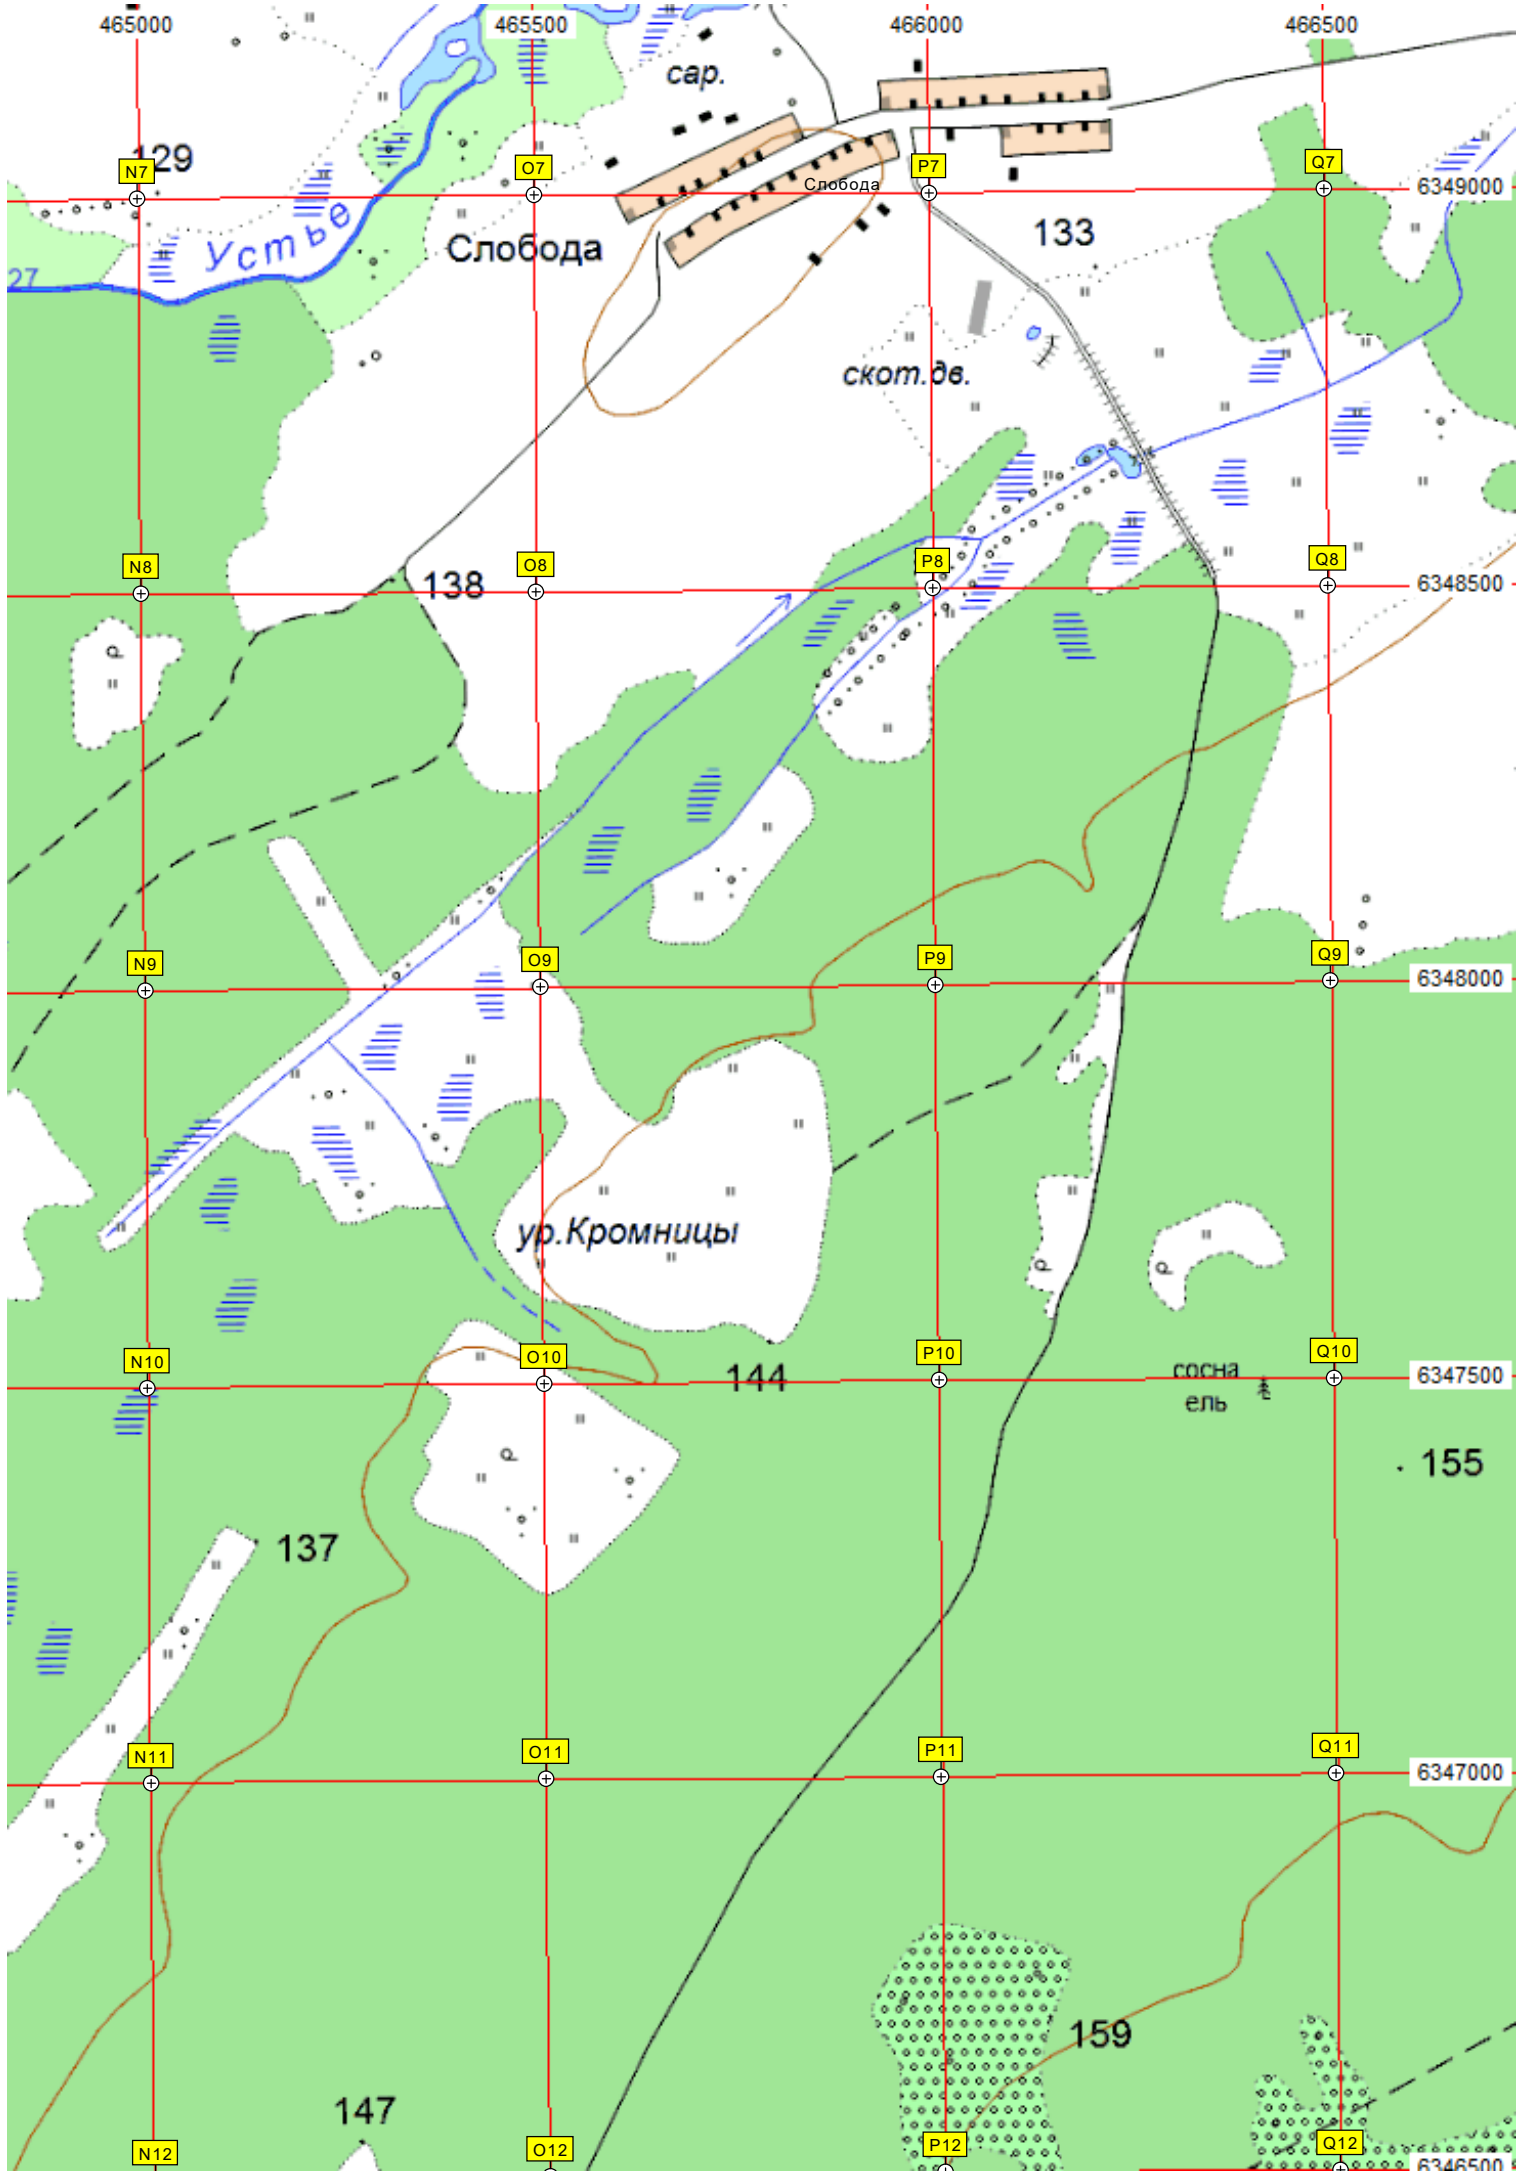 465000 465500 466000 466500
сар.
129
N7 O7 P7 Q7
Слобода
6349000
Устье
Слобода
133
27
скот.дв.
N8 O8 P8 Q8
138
6348500
N9 O9 P9 Q9
6348000
ур.Кромницы
N10 O10 P10 Q10
144
сосна
ель
6347500
155
137
N11 O11 P11 Q11
6347000
159
147
N12 O12 P12 Q12
6346500